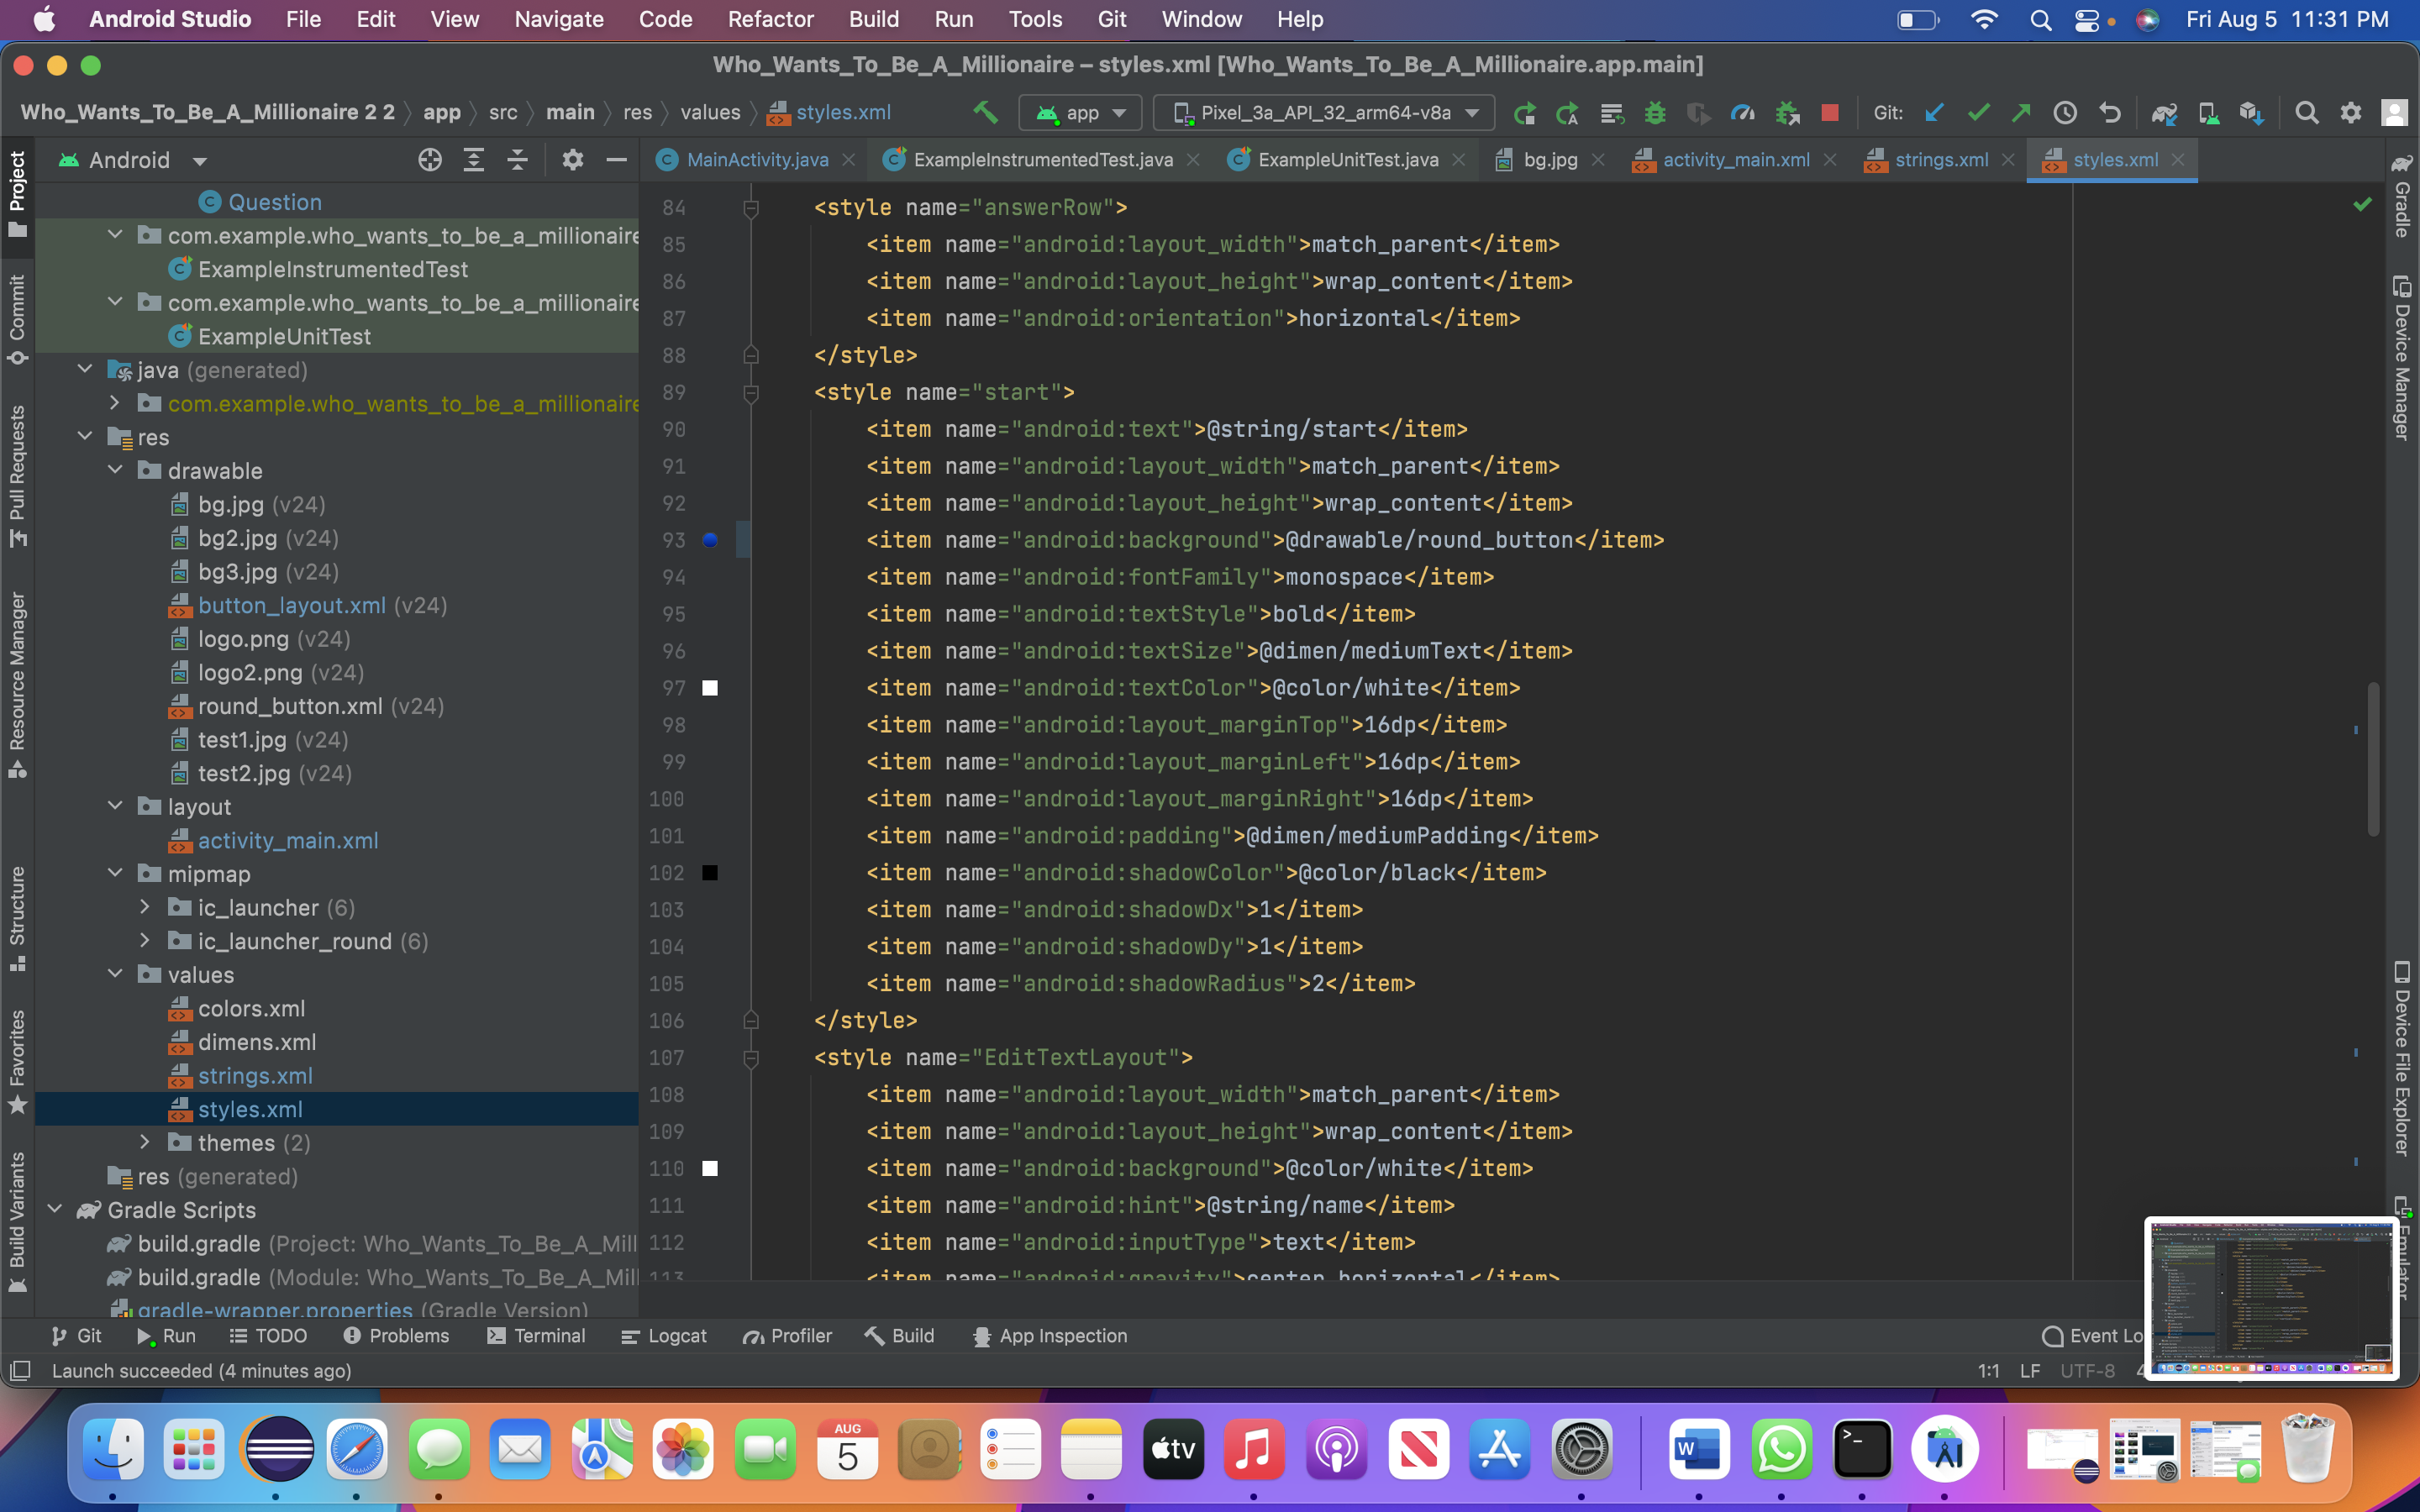 Android Studio File Edit View Navigate Code Refactor Build Run Tools Git Window Help Fri Aug 5 11:31 PM
Who_Wants_To_Be_A_Millionaire – styles.xml [Who_Wants_To_Be_A_Millionaire.app.main]
Who_Wants_To_Be_A_Millionaire 2 2 app src main res values styles.xml app Pixel_3a_API_32_arm64-v8a Git:
Android MainActivity.java ExampleInstrumentedTest.java ExampleUnitTest.java bg.jpg activity_main.xml strings.xml styles.xml
Project
Commit
Pull Requests
Resource Manager
Structure
Favorites
Build Variants
Question
com.example.who_wants_to_be_a_millionaire
ExampleInstrumentedTest
com.example.who_wants_to_be_a_millionaire
ExampleUnitTest
java (generated)
com.example.who_wants_to_be_a_millionaire
res
drawable
bg.jpg (v24)
bg2.jpg (v24)
bg3.jpg (v24)
button_layout.xml (v24)
logo.png (v24)
logo2.png (v24)
round_button.xml (v24)
test1.jpg (v24)
test2.jpg (v24)
layout
activity_main.xml
mipmap
ic_launcher (6)
ic_launcher_round (6)
values
colors.xml
dimens.xml
strings.xml
styles.xml
themes (2)
res (generated)
Gradle Scripts
build.gradle (Project: Who_Wants_To_Be_A_Mill
build.gradle (Module: Who_Wants_To_Be_A_Mil
gradle-wrapper.properties (Gradle Version)
84 <style name="answerRow">
85 <item name="android:layout_width">match_parent</item>
86 <item name="android:layout_height">wrap_content</item>
87 <item name="android:orientation">horizontal</item>
88 </style>
89 <style name="start">
90 <item name="android:text">@string/start</item>
91 <item name="android:layout_width">match_parent</item>
92 <item name="android:layout_height">wrap_content</item>
93 <item name="android:background">@drawable/round_button</item>
94 <item name="android:fontFamily">monospace</item>
95 <item name="android:textStyle">bold</item>
96 <item name="android:textSize">@dimen/mediumText</item>
97 <item name="android:textColor">@color/white</item>
98 <item name="android:layout_marginTop">16dp</item>
99 <item name="android:layout_marginLeft">16dp</item>
100 <item name="android:layout_marginRight">16dp</item>
101 <item name="android:padding">@dimen/mediumPadding</item>
102 <item name="android:shadowColor">@color/black</item>
103 <item name="android:shadowDx">1</item>
104 <item name="android:shadowDy">1</item>
105 <item name="android:shadowRadius">2</item>
106 </style>
107 <style name="EditTextLayout">
108 <item name="android:layout_width">match_parent</item>
109 <item name="android:layout_height">wrap_content</item>
110 <item name="android:background">@color/white</item>
111 <item name="android:hint">@string/name</item>
112 <item name="android:inputType">text</item>
113 <item name="android:gravity">center_horizontal</item>
Gradle
Device Manager
Device File Explorer
Emulator
Git Run TODO Problems Terminal Logcat Profiler Build App Inspection Event Lo
Launch succeeded (4 minutes ago) 1:1 LF UTF-8 4
AUG
5
tv
W